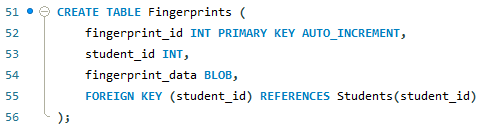 51 CREATE TABLE Fingerprints (
52 fingerprint_id INT PRIMARY KEY AUTO_INCREMENT,
53 student_id INT,
54 fingerprint_data BLOB,
55 FOREIGN KEY (student_id) REFERENCES Students(student_id)
56 );